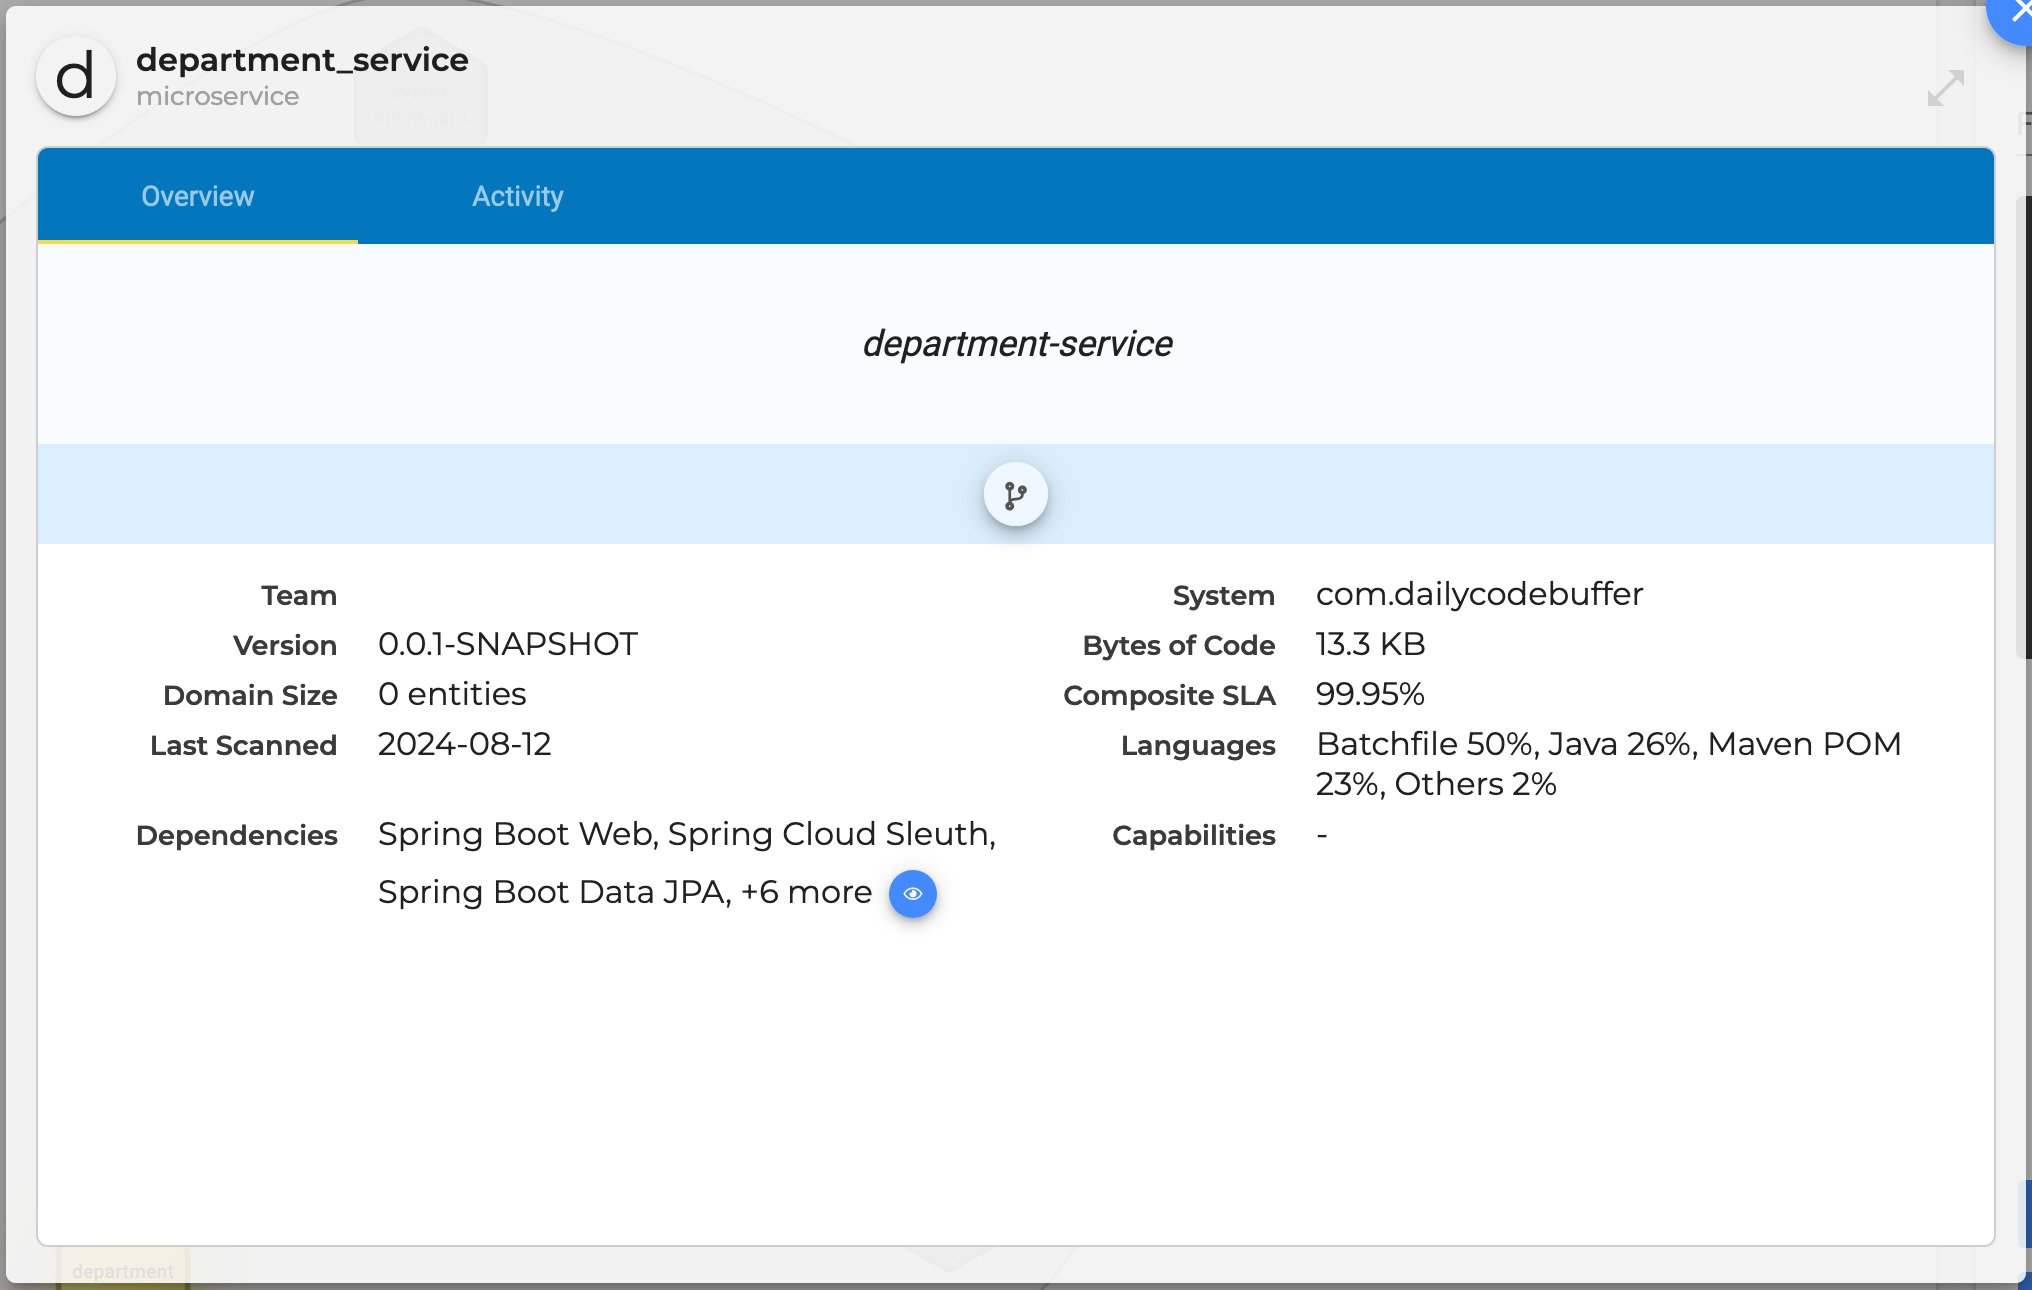 d
department_service
microservice
Overview
Activity
department-service
Team
Version 0.0.1-SNAPSHOT
Domain Size 0 entities
Last Scanned 2024-08-12
Dependencies Spring Boot Web, Spring Cloud Sleuth,
Spring Boot Data JPA, +6 more
System com.dailycodebuffer
Bytes of Code 13.3 KB
Composite SLA 99.95%
Languages Batchfile 50%, Java 26%, Maven POM
23%, Others 2%
Capabilities -
department